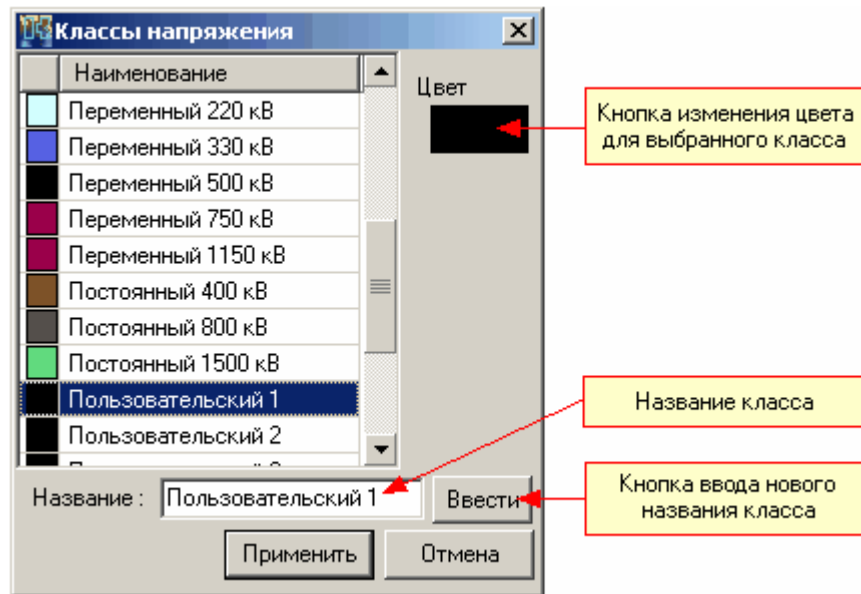 Классы напряжения
Наименование
Цвет
Переменный 220 кВ
Кнопка изменения цвета
для выбранного класса
Переменный 330 кВ
Переменный 500 кВ
Переменный 750 кВ
Переменный 1150 кВ
Постоянный 400 кВ
Постоянный 800 кВ
Постоянный 1500 кВ
Пользовательский 1
Название класса
Пользовательский 2
Название : Пользовательский 1 Ввести
Кнопка ввода нового
названия класса
Применить Отмена